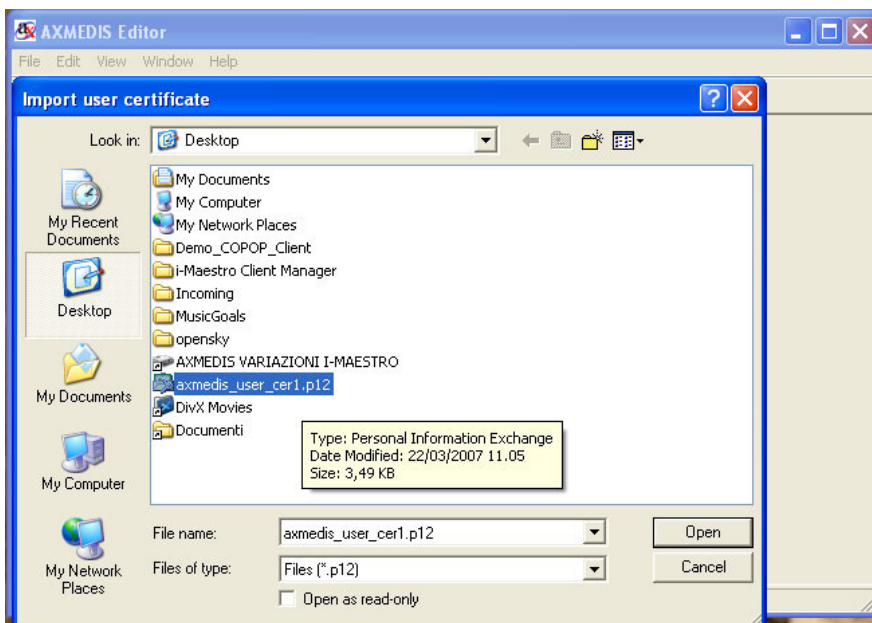 AXMEDIS Editor
File Edit View Window Help
Import user certificate
Look in: Desktop
My Recent
Documents
Desktop
My Documents
My Computer
My Network
Places
My Documents
My Computer
My Network Places
Demo_COPOP_Client
i-Maestro Client Manager
Incoming
MusicGoals
opensky
AXMEDIS VARIAZIONI I-MAESTRO
axmedis_user_cer1.p12
DivX Movies
Documenti
Type: Personal Information Exchange
Date Modified: 22/03/2007 11.05
Size: 3,49 KB
File name: axmedis_user_cer1.p12 Open
Files of type: Files (*.p12) Cancel
Open as read-only